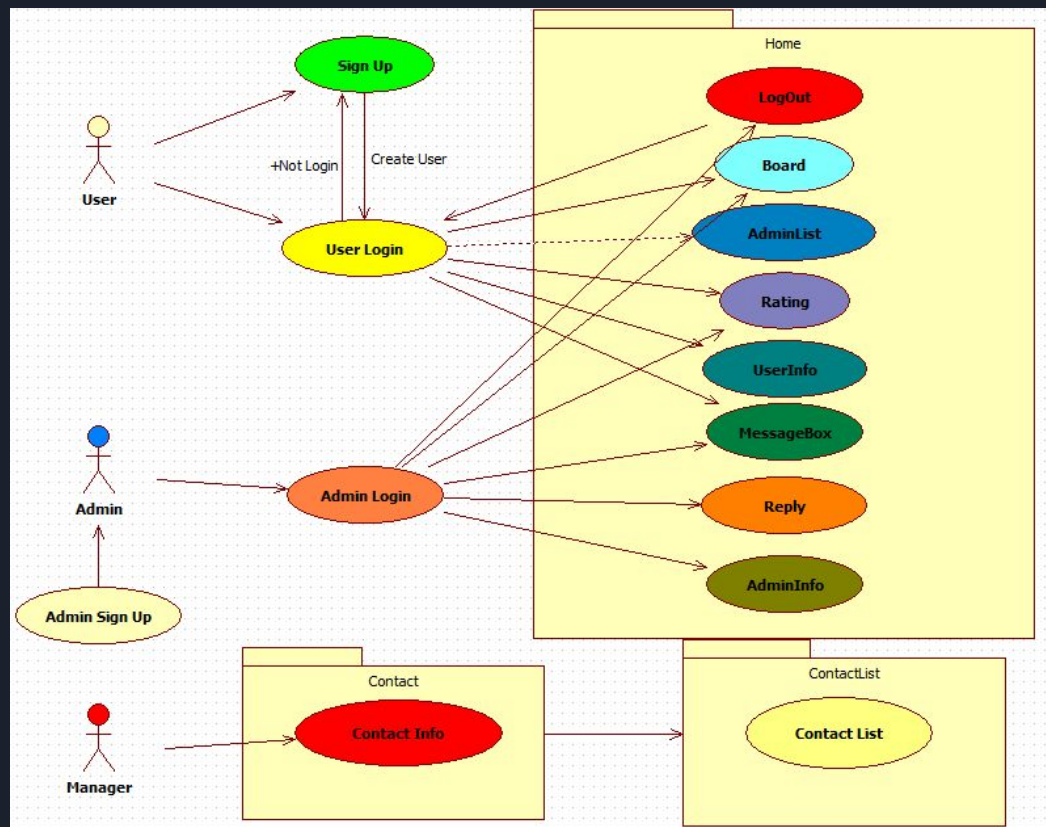 Home
Sign Up
LogOut
+Not Login
Create User
Board
User
User Login
AdminList
Rating
UserInfo
MessageBox
Admin
Admin Login
Reply
AdminInfo
Admin Sign Up
Contact
ContactList
Manager
Contact Info
Contact List